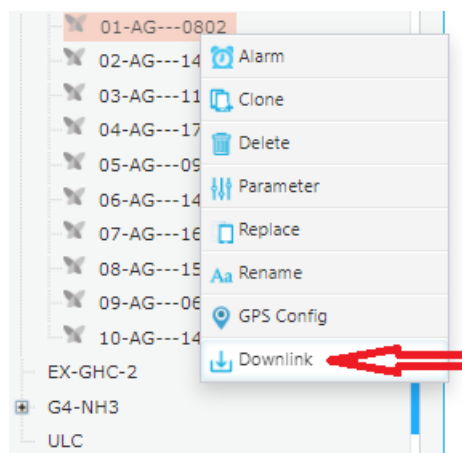 01-AG---0802
02-AG---14
03-AG---11
04-AG---17
05-AG---09
06-AG---14
07-AG---16
08-AG---15
09-AG---06
10-AG---14
EX-GHC-2
G4-NH3
ULC
Alarm
Clone
Delete
Parameter
Replace
Aa Rename
GPS Config
Downlink